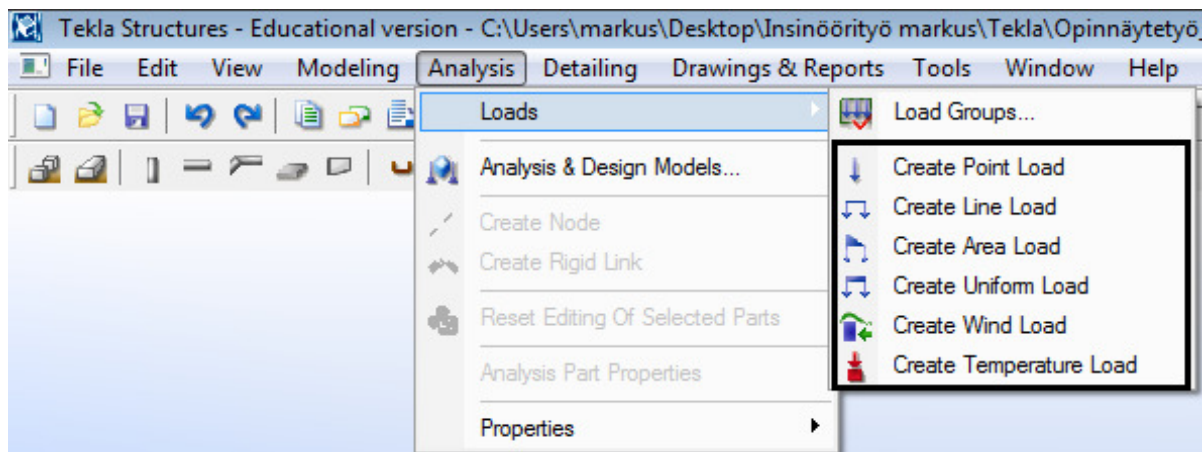 Tekla Structures - Educational version - C:\Users\markus\Desktop\Insinöörityö markus\Tekla\Opinnäytetyö
File Edit View Modeling Analysis Detailing Drawings & Reports Tools Window Help
Loads
Analysis & Design Models...
Create Node
Create Rigid Link
Reset Editing Of Selected Parts
Analysis Part Properties
Properties
Load Groups...
Create Point Load
Create Line Load
Create Area Load
Create Uniform Load
Create Wind Load
Create Temperature Load